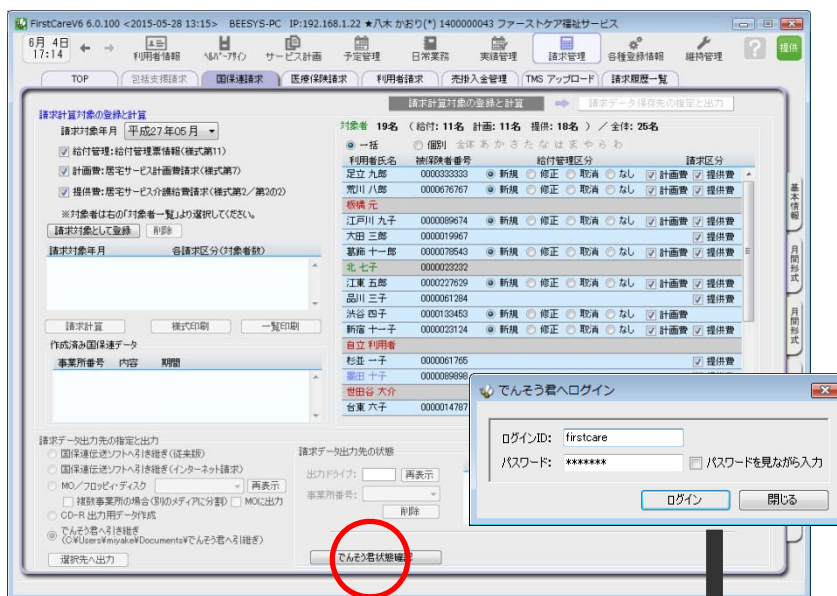 FirstCareV6 6.0.100 <2015-05-28 13:15> BEESYS-PC IP:192.168.1.22 ★八木 かおり(*) 1400000043 ファーストケア福祉サービス
6月 4日
17:14
利用者情報 ﾍﾙﾊﾟｰｱｻｲﾝ サービス計画 予定管理 日常業務 実績管理 請求管理 各種登録情報 維持管理 ? 提供
TOP 包括支援請求 国保連請求 医療保険請求 利用者請求 売掛入金管理 TMS アップロード 請求履歴一覧
請求計算対象の登録と計算 請求データ保存先の指定と出力
請求計算対象の登録と計算
請求対象年月 平成27年05月
給付管理:給付管理票情報(様式第11)
計画費:居宅サービス計画費請求(様式第7)
提供費:居宅サービス介護給費請求(様式第2／第2の2)
※対象者は右の｢対象者一覧｣より選択してください。
請求対象として登録 削除
請求対象年月 各請求区分(対象者数)
請求計算 様式印刷 一覧印刷
作成済み国保連データ
事業所番号 内容 期間
対象者 19名 （給付: 11名 計画: 11名 提供: 18名 ）／全体: 25名
一括 個別 全体 あ か さ た な は ま や ら わ
利用者氏名 被保険者番号 給付管理区分 請求区分
足立 九郎 0000333333 新規 修正 取消 なし 計画費 提供費
荒川 八郎 0000676767 新規 修正 取消 なし 計画費 提供費
板橋 元
江戸川 九子 0000089674 新規 修正 取消 なし 計画費 提供費
大田 三郎 0000019967 提供費
葛飾 十一郎 0000078543 新規 修正 取消 なし 計画費 提供費
北 七子 0000023232
江東 五郎 0000227629 新規 修正 取消 なし 計画費 提供費
品川 三子 0000061284 提供費
渋谷 四子 0000133453 新規 修正 取消 なし 計画費
新宿 十一子 0000023124 新規 修正 取消 なし 計画費 提供費
自立 利用者
杉並 一子 0000061765 提供費
墨田 十子 0000089898
世田谷 大介
台東 六子 0000014787
基本情報
月間形式
月間形式
でんそう君へログイン
ログインID: firstcare
パスワード: *******
パスワードを見ながら入力
ログイン 閉じる
請求データ出力先の指定と出力
国保連伝送ソフトへ引き継ぎ(従来版)
国保連伝送ソフトへ引き継ぎ(インターネット請求)
MO／フロッピィ・ディスク 再表示
複数事業所の場合(別のメディアに分割) MOに出力
CD-R 出力用データ作成
でんそう君へ引き継ぎ
(C:¥Users¥miyake¥Documents¥でんそう君へ引継ぎ)
選択先へ出力
請求データ出力先の状態
出力ドライブ: 再表示
事業所番号:
削除
でんそう君状態確認